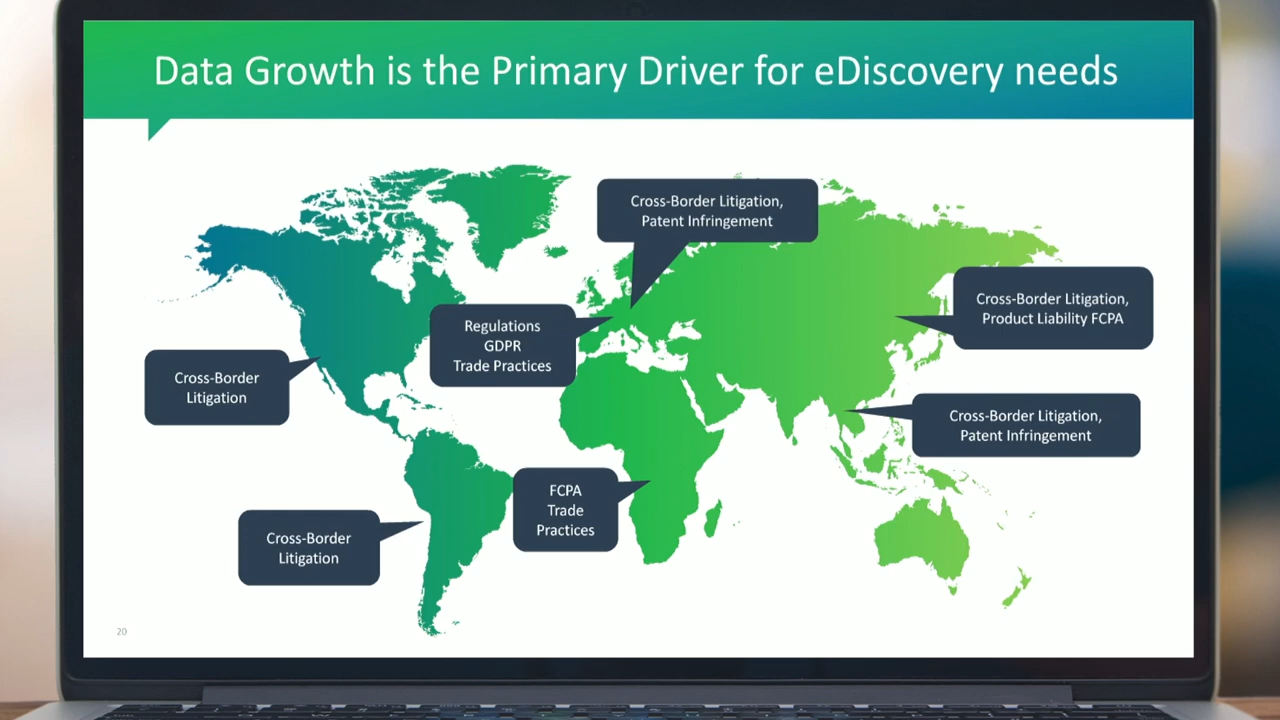 Data Growth is the Primary Driver for eDiscovery needs
Cross-Border Litigation,
Patent Infringement
Cross-Border Litigation,
Product Liability FCPA
Regulations
GDPR
Trade Practices
Cross-Border
Litigation
Cross-Border Litigation,
Patent Infringement
FCPA
Trade
Practices
Cross-Border
Litigation
20